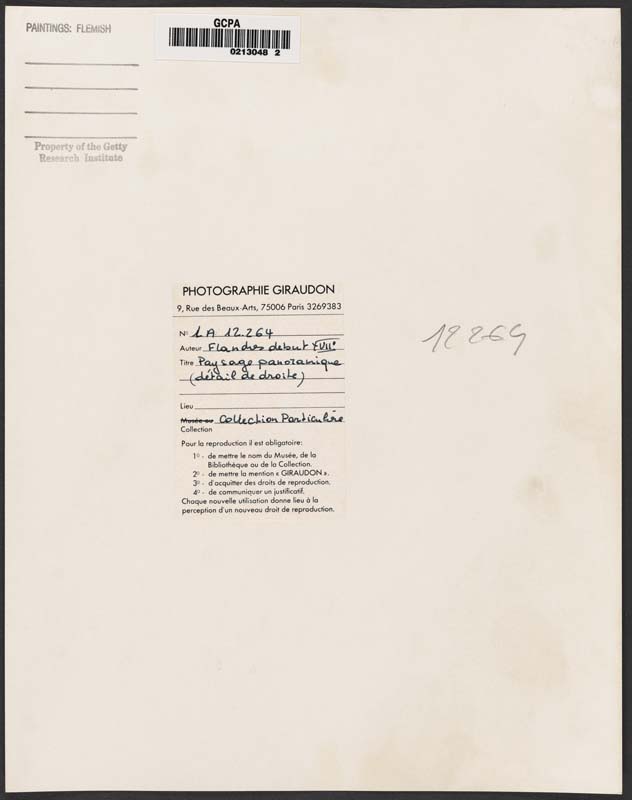 PAINTINGS: FLEMISH
GCPA
0213048 2
Property of the Getty
Research Institute
PHOTOGRAPHIE GIRAUDON
9, Rue des Beaux-Arts, 75006 Paris 3269383
N° LA 12.264
Auteur Flandres debut XVII°
Titre Paysage panoramique
(détail de droite)
Lieu
Musée ou Collection Particulière
Collection
Pour la reproduction il est obligatoire:
1° - de mettre le nom du Musée, de la
Bibliothèque ou de la Collection.
2° - de mettre la mention « GIRAUDON ».
3° - d'acquitter des droits de reproduction.
4° - de communiquer un justificatif.
Chaque nouvelle utilisation donne lieu à la
perception d'un nouveau droit de reproduction.
12264